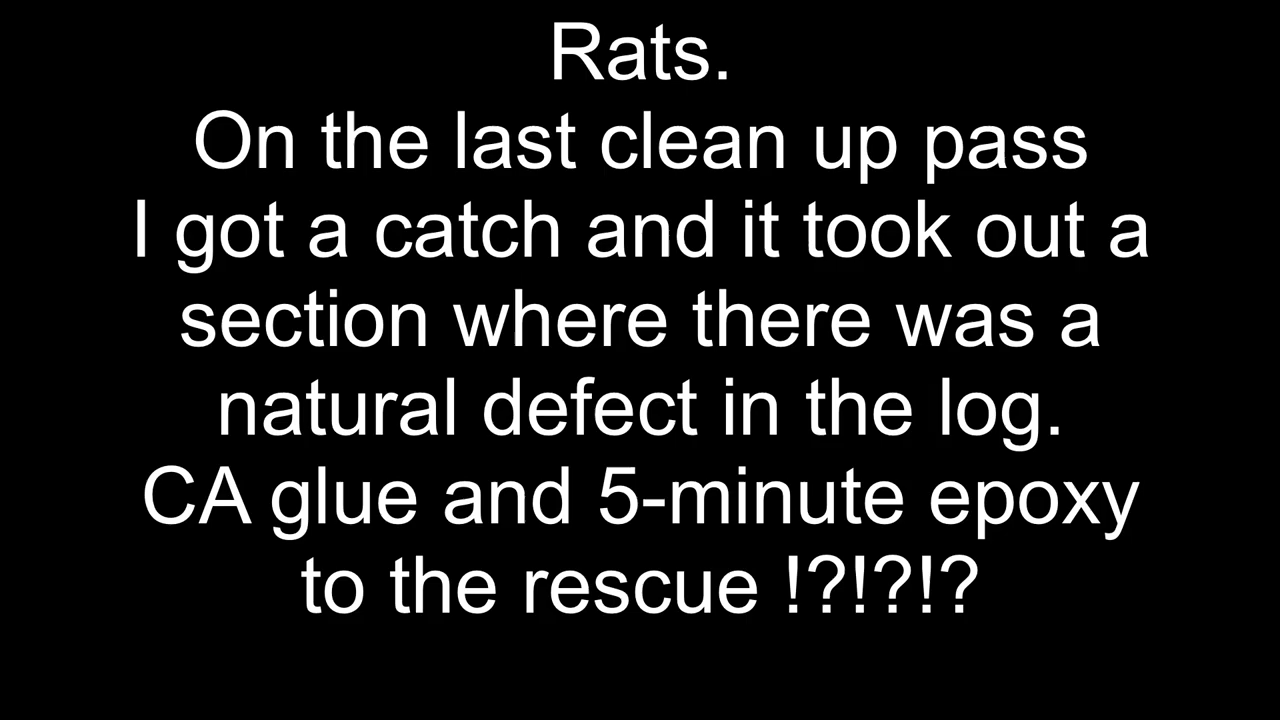 Rats.
On the last clean up pass
I got a catch and it took out a
section where there was a
natural defect in the log.
CA glue and 5-minute epoxy
to the rescue !?!?!?